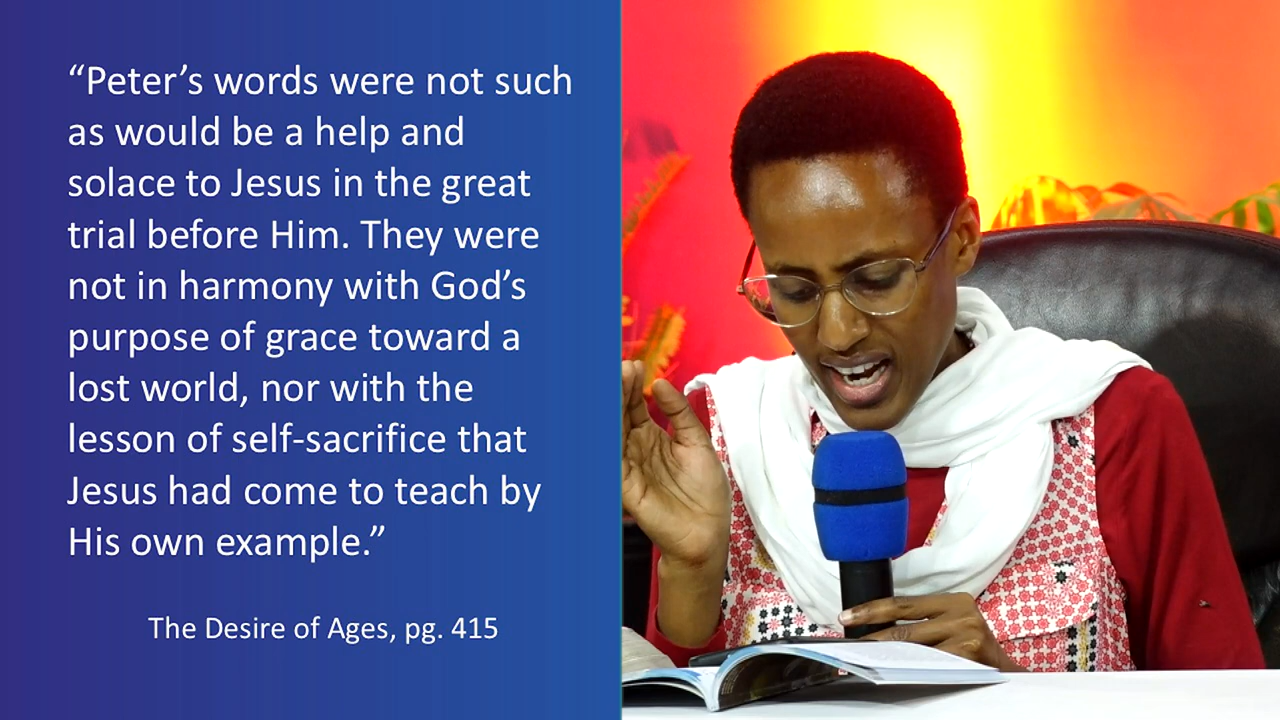 “Peter’s words were not such
as would be a help and
solace to Jesus in the great
trial before Him. They were
not in harmony with God’s
purpose of grace toward a
lost world, nor with the
lesson of self-sacrifice that
Jesus had come to teach by
His own example.”
The Desire of Ages, pg. 415